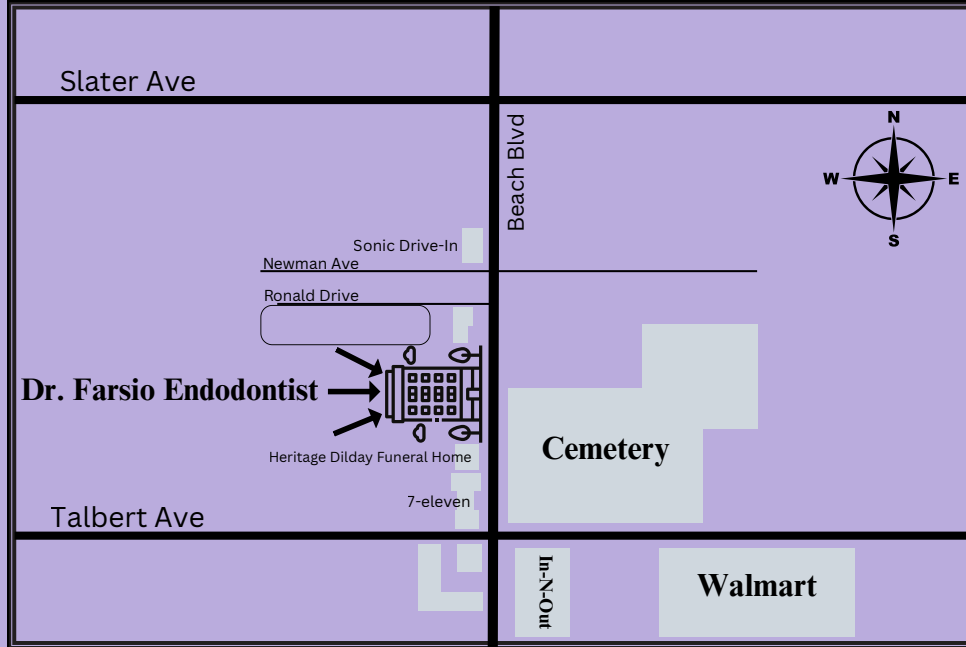 Slater Ave
Beach Blvd
N
W
E
S
Sonic Drive-In
Newman Ave
Ronald Drive
Dr. Farsio Endodontist
Cemetery
Heritage Dilday Funeral Home
7-eleven
Talbert Ave
In-N-Out
Walmart